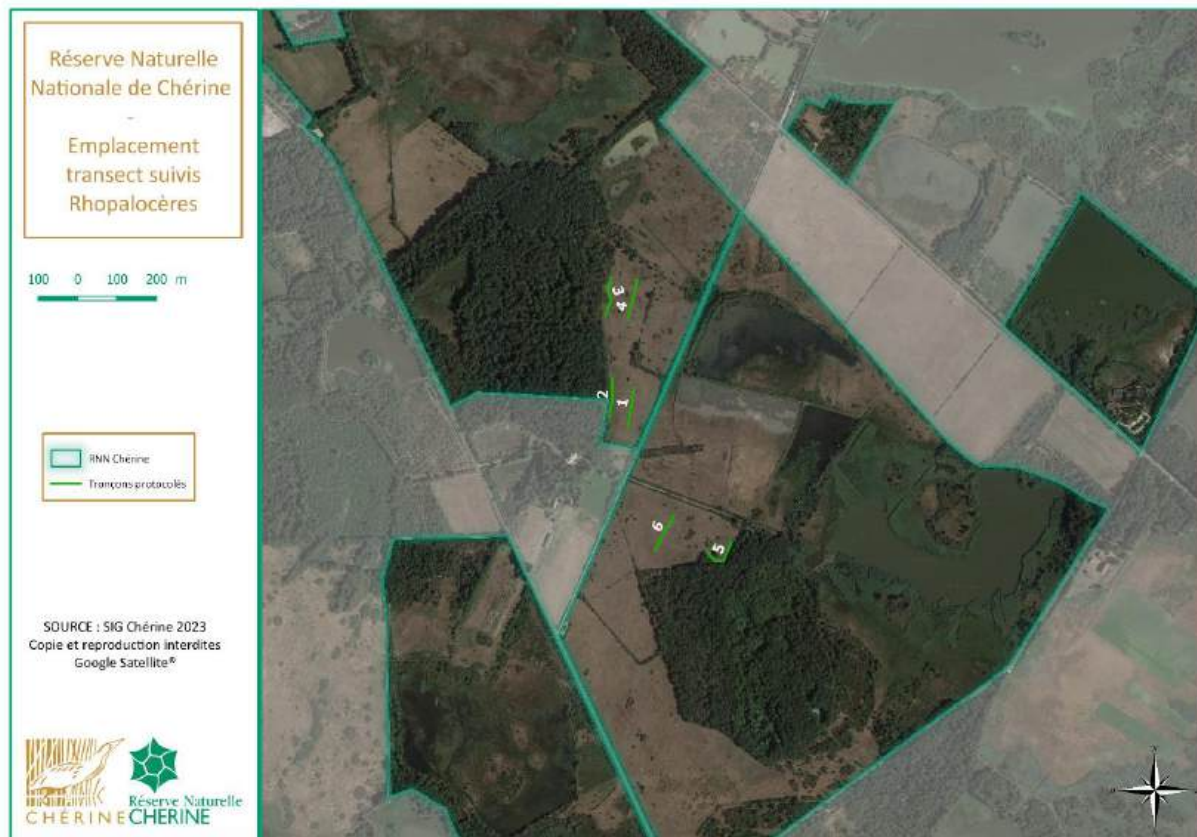 Réserve Naturelle
Nationale de Chérine
-
Emplacement
transect suivis
Rhopalocères
100 0 100 200 m
RNN Chérine
Tronçons protocolés
SOURCE : SIG Chérine 2023
Copie et reproduction interdites
Google Satellite®
CHÉRINE
Réserve Naturelle
CHERINE
3
4
2
1
6
5